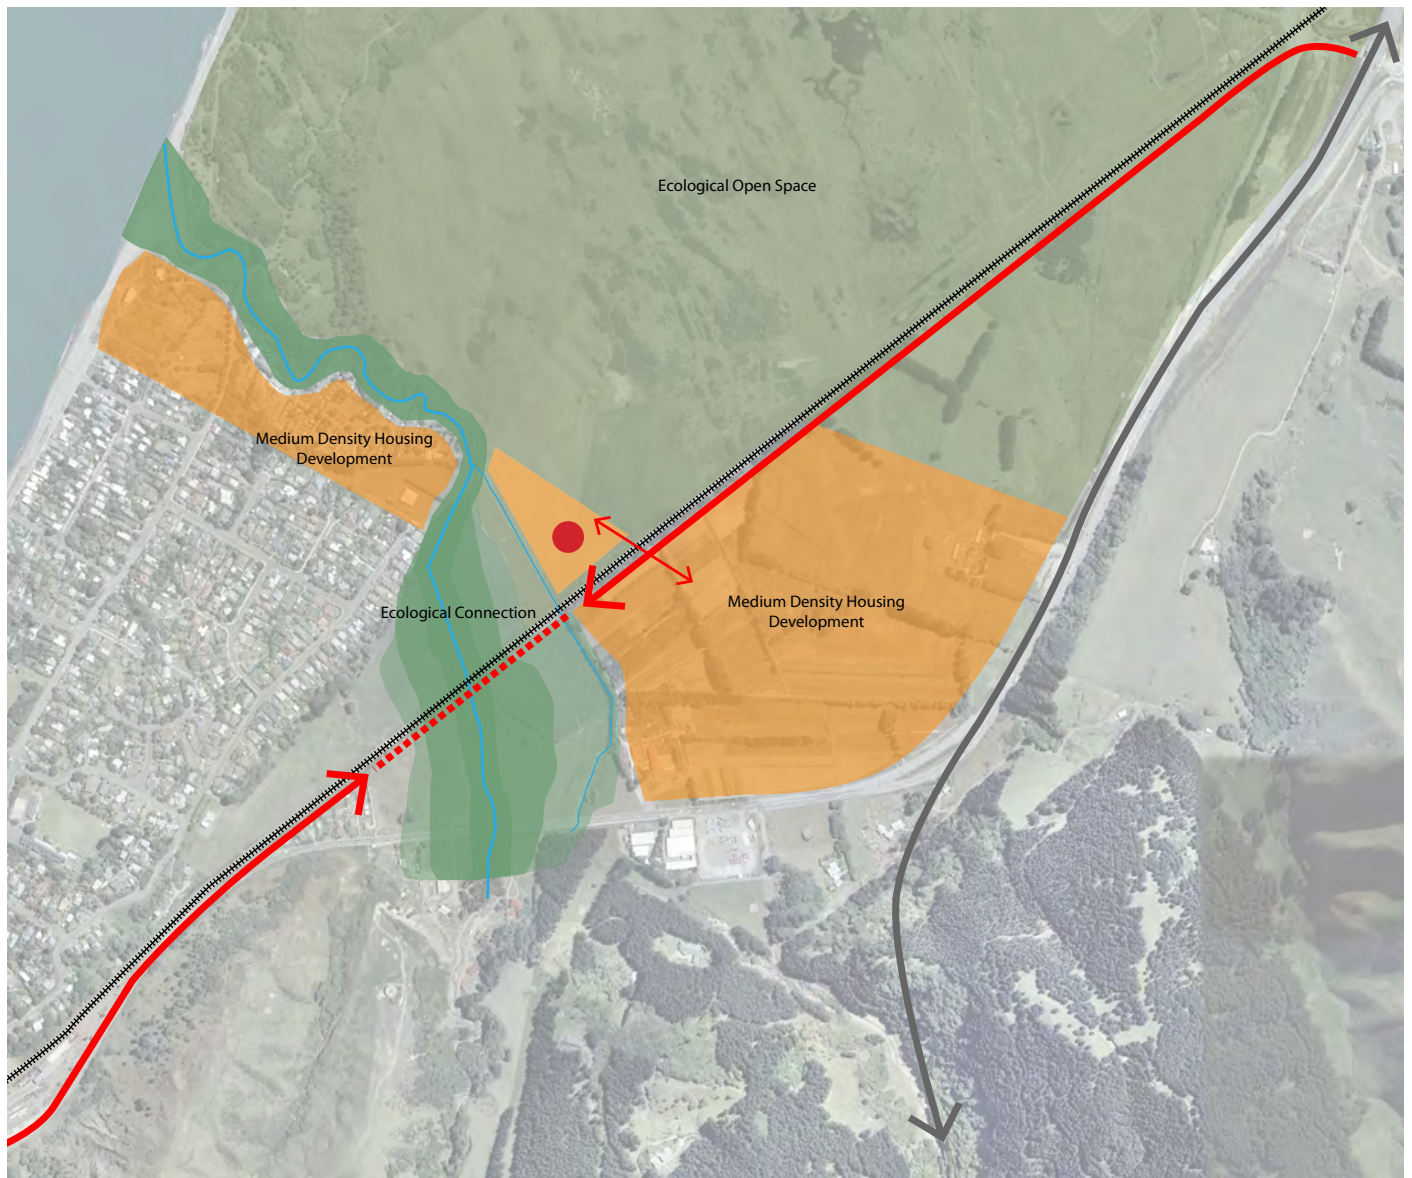 Ecological Open Space
Medium Density Housing
Development
Ecological Connection
Medium Density Housing
Development